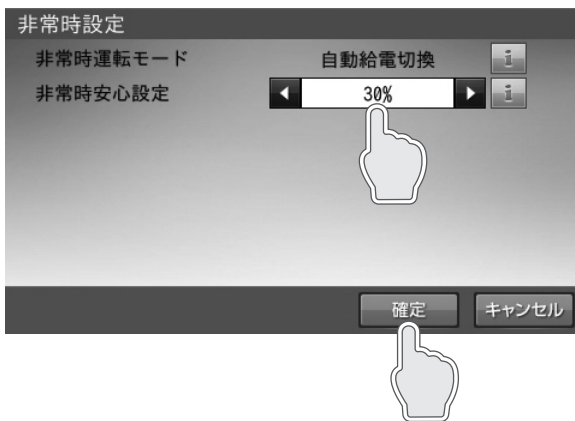 非常時設定
非常時運転モード 自動給電切換 i
非常時安心設定 ◀ 30% ▶ i
確定 キャンセル